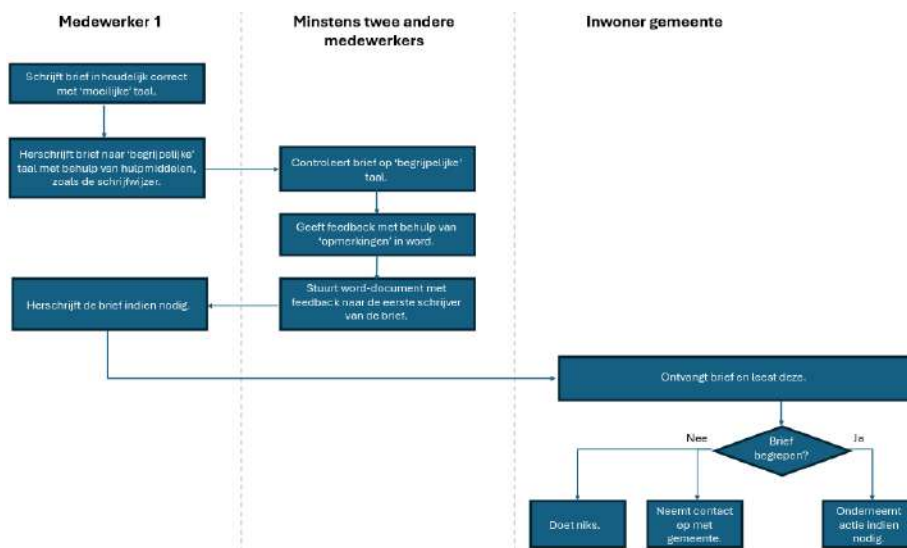 Medewerker 1
Minstens twee andere
medewerkers
Inwoner gemeente
Schrijft brief inhoudelijk correct
met ‘moeilijke’ taal.
Herschrijft brief naar ‘begrijpelijke’
taal met behulp van hulpmiddelen,
zoals de schrijfwijzer.
Controleert brief op ‘begrijpelijke’
taal.
Geeft feedback met behulp van
‘opmerkingen’ in word.
Stuurt word-document met
feedback naar de eerste schrijver
van de brief.
Herschrijft de brief indien nodig.
Ontvangt brief en leest deze.
Brief
begrepen?
Nee
Ja
Doet niks.
Neemt contact
op met
gemeente.
Onderneemt
actie indien
nodig.